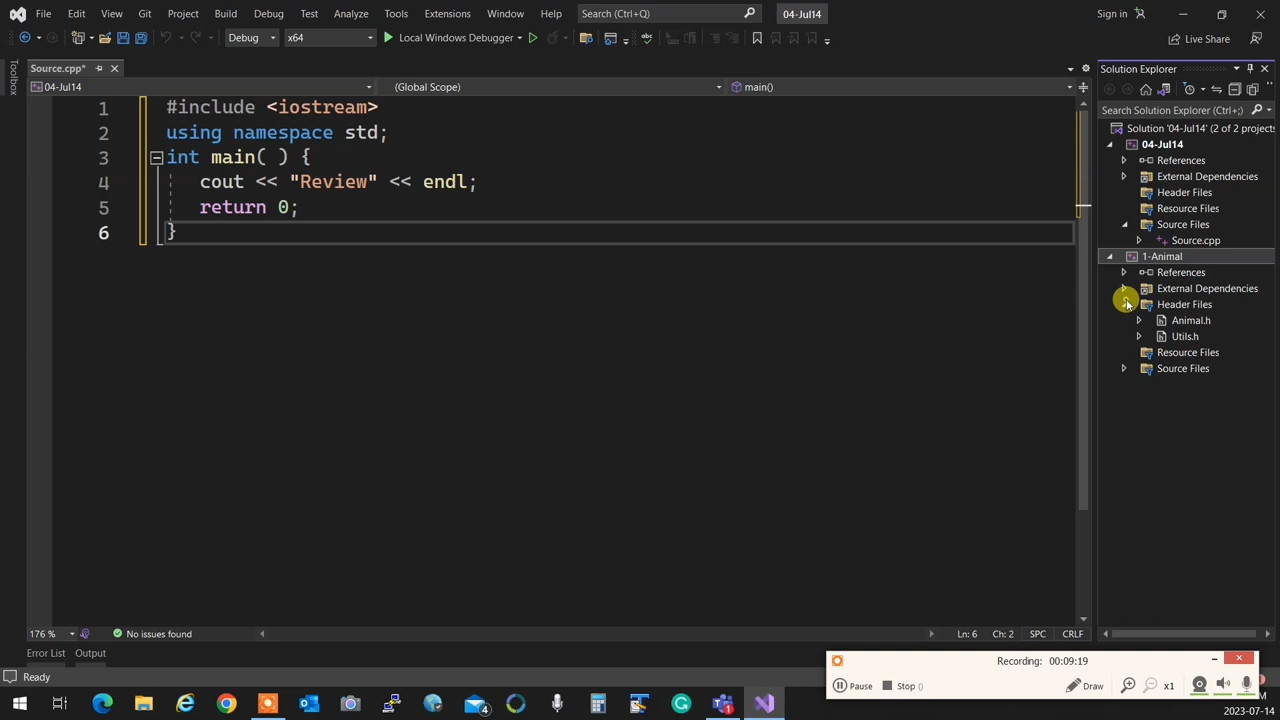 File Edit View Git Project Build Debug Test Analyze Tools Extensions Window Help Search (Ctrl+Q) 04-Jul14 Sign in
Debug x64 Local Windows Debugger Live Share
Toolbox
Source.cpp*
04-Jul14 (Global Scope) main()
1 #include <iostream>
2 using namespace std;
3 int main( ) {
4 cout << "Review" << endl;
5 return 0;
6 }
Solution Explorer
Search Solution Explorer (Ctrl+;)
Solution '04-Jul14' (2 of 2 projects
04-Jul14
References
External Dependencies
Header Files
Resource Files
Source Files
Source.cpp
1-Animal
References
External Dependencies
Header Files
Animal.h
Utils.h
Resource Files
Source Files
176 % No issues found Ln: 6 Ch: 2 SPC CRLF
Error List Output
Ready
Recording: 00:09:19
Pause Stop () x1 Draw
4 1
2023-07-14